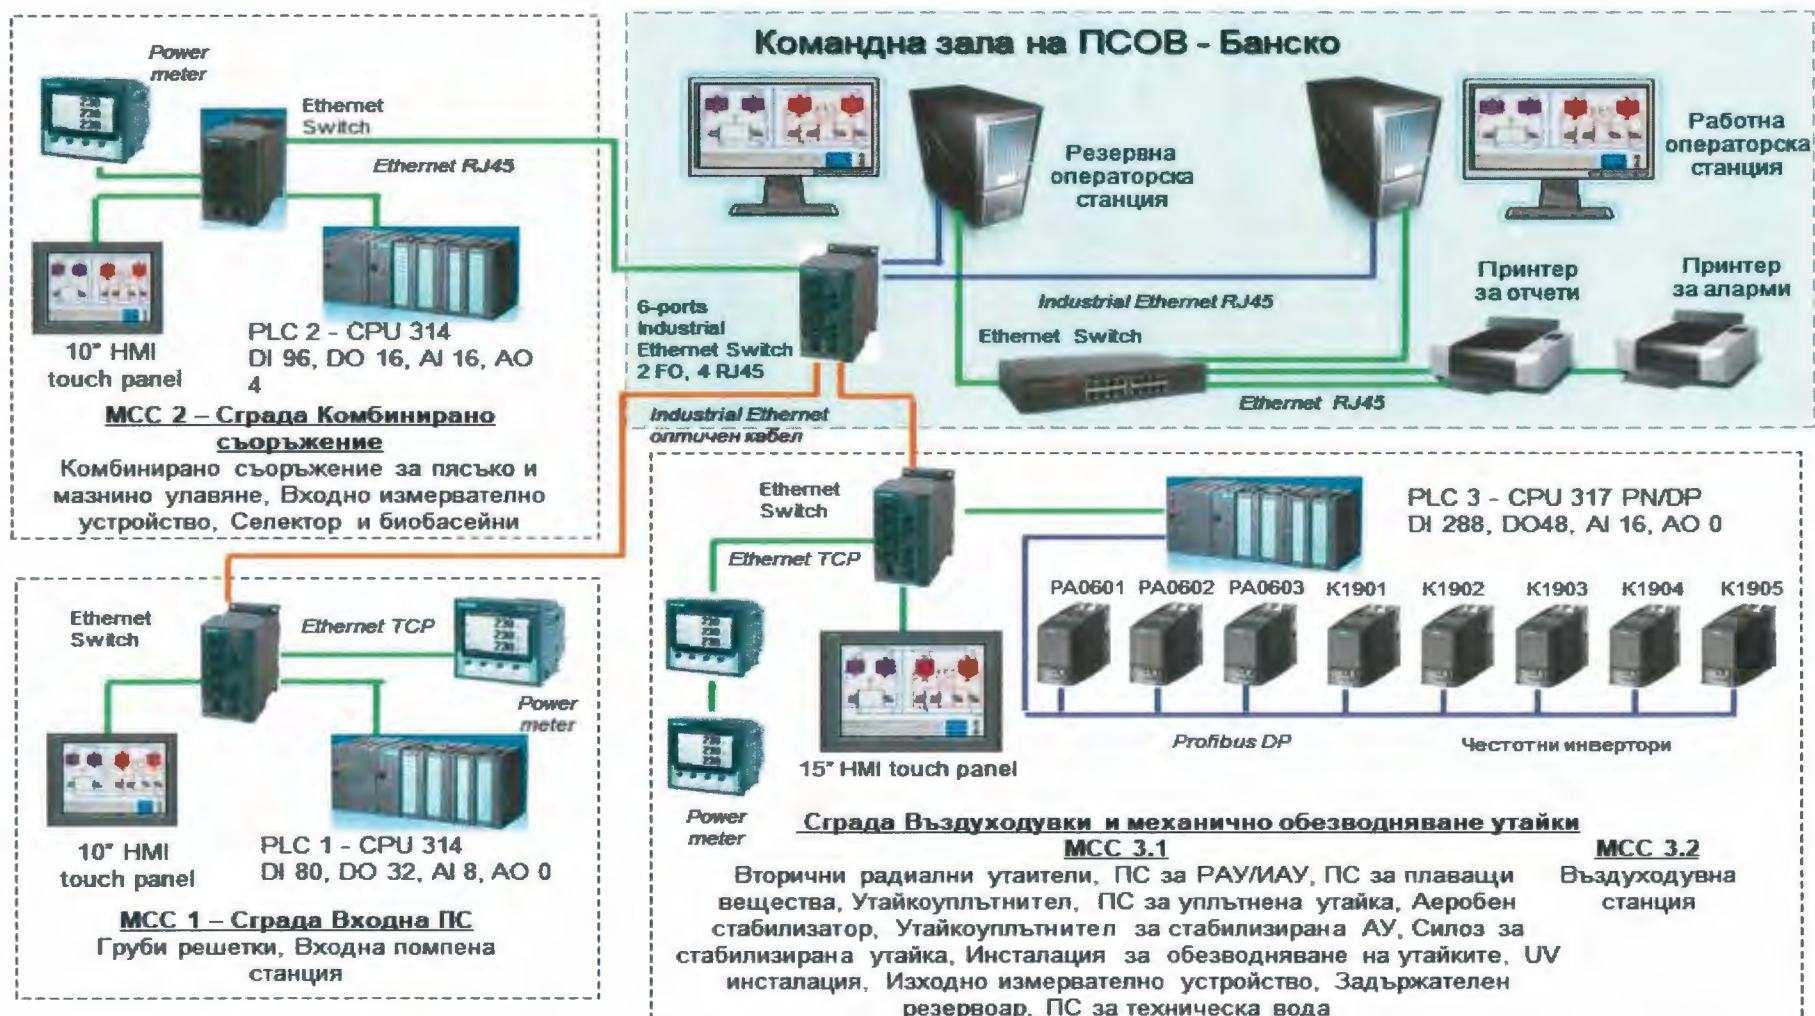 Командна зала на ПСОВ - Банско
Power
meter
Ethernet
Switch
Ethernet RJ45
10" HMI
touch panel
PLC 2 - CPU 314
DI 96, DO 16, AI 16, AO
4
МСС 2 – Сграда Комбинирано
съоръжение
Комбинирано съоръжение за пясъко и
мазнино улавяне, Входно измервателно
устройство, Селектор и биобасейни
Резервна
операторска
станция
Работна
операторска
станция
Принтер
за отчети
Принтер
за аларми
Industrial Ethernet RJ45
6-ports
Industrial
Ethernet Switch
2 FO, 4 RJ45
Ethernet Switch
Ethernet RJ45
Industrial Ethernet
оптичен кабел
Ethernet
Switch
Ethernet TCP
Power
meter
230
230
230
10" HMI
touch panel
PLC 1 - CPU 314
DI 80, DO 32, AI 8, AO 0
МСС 1 – Сграда Входна ПС
Груби решетки, Входна помпена
станция
Ethernet
Switch
Ethernet TCP
PLC 3 - CPU 317 PN/DP
DI 288, DO48, AI 16, AO 0
PA0601 PA0602 PA0603 K1901 K1902 K1903 K1904 K1905
Profibus DP
Честотни инвертори
15" HMI touch panel
Power
meter
Сграда Въздуходувки и механично обезводняване утайки
МСС 3.1
Вторични радиални утаители, ПС за РАУ/ИАУ, ПС за плаващи
вещества, Утайкоуплътнител, ПС за уплътнена утайка, Аеробен
стабилизатор, Утайкоуплътнител за стабилизирана АУ, Силоз за
стабилизирана утайка, Инсталация за обезводняване на утайките, UV
инсталация, Изходно измервателно устройство, Задържателен
резервоар, ПС за техническа вода
МСС 3.2
Въздуходувна
станция